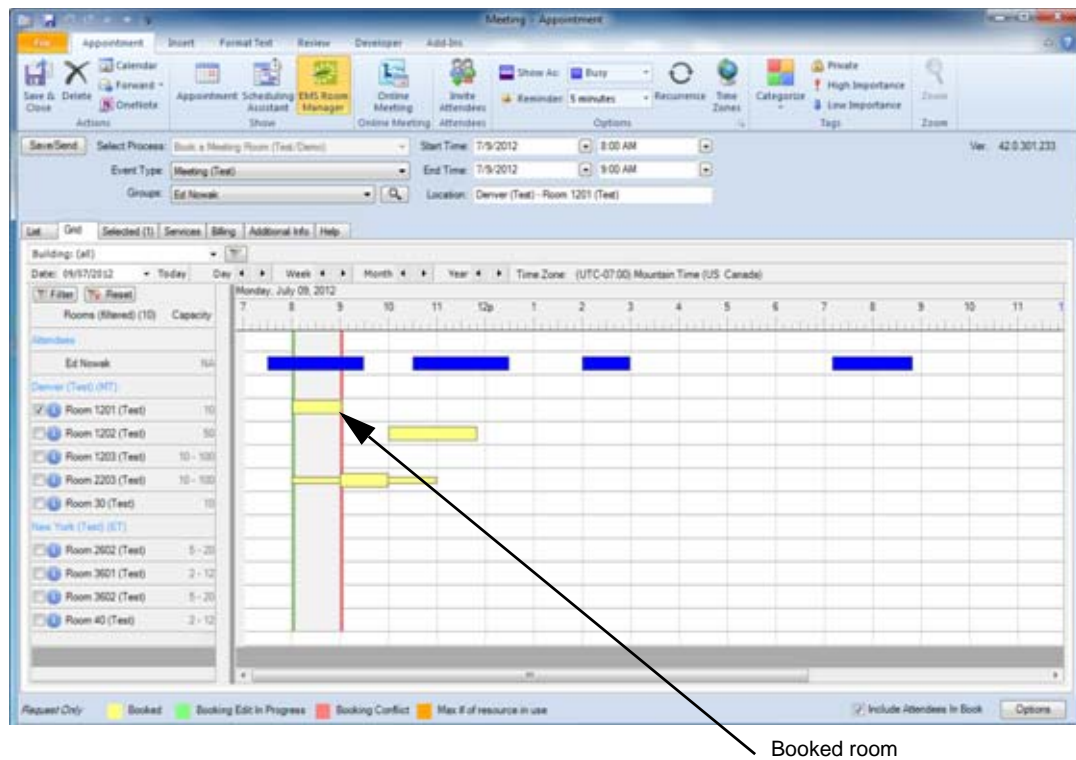 Meeting - Appointment
File Appointment Insert Format Text Review Developer Add-Ins
Save & Close Delete Calendar Forward OneNote Actions
Appointment Scheduling Assistant EMS Room Manager Show
Online Meeting Online Meeting
Invite Attendees Attendees
Show As: Busy Reminder: 5 minutes Recurrence Time Zones Options
Categorize Private High Importance Low Importance Tags
Zoom Zoom
Save/Send Select Process: Book a Meeting Room (Test/Demo) Start Time: 7/9/2012 8:00 AM Ver: 42.0.301.233
Event Type: Meeting (Test) End Time: 7/9/2012 9:00 AM
Groups: Ed Nowak Location: Denver (Test) - Room 1201 (Test)
List Grid Selected (1) Services Billing Additional Info Help
Building: (all)
Date: 09/07/2012 Today Day Week Month Year Time Zone: (UTC-07:00) Mountain Time (US Canada)
Filter Reset Monday, July 09, 2012
Rooms (filtered) (10) Capacity 7 8 9 10 11 12p 1 2 3 4 5 6 7 8 9 10 11 1
Attendees
Ed Nowak NA
Denver (Test) (MT)
Room 1201 (Test) 10
Room 1202 (Test) 50
Room 1203 (Test) 10 - 100
Room 2203 (Test) 10 - 100
Room 30 (Test) 10
New York (Test) (ET)
Room 2602 (Test) 5 - 20
Room 3601 (Test) 2 - 12
Room 3602 (Test) 5 - 20
Room 40 (Test) 2 - 12
Request Only Booked Booking Edit In Progress Booking Conflict Max # of resource in use Include Attendees In Book Options
Booked room